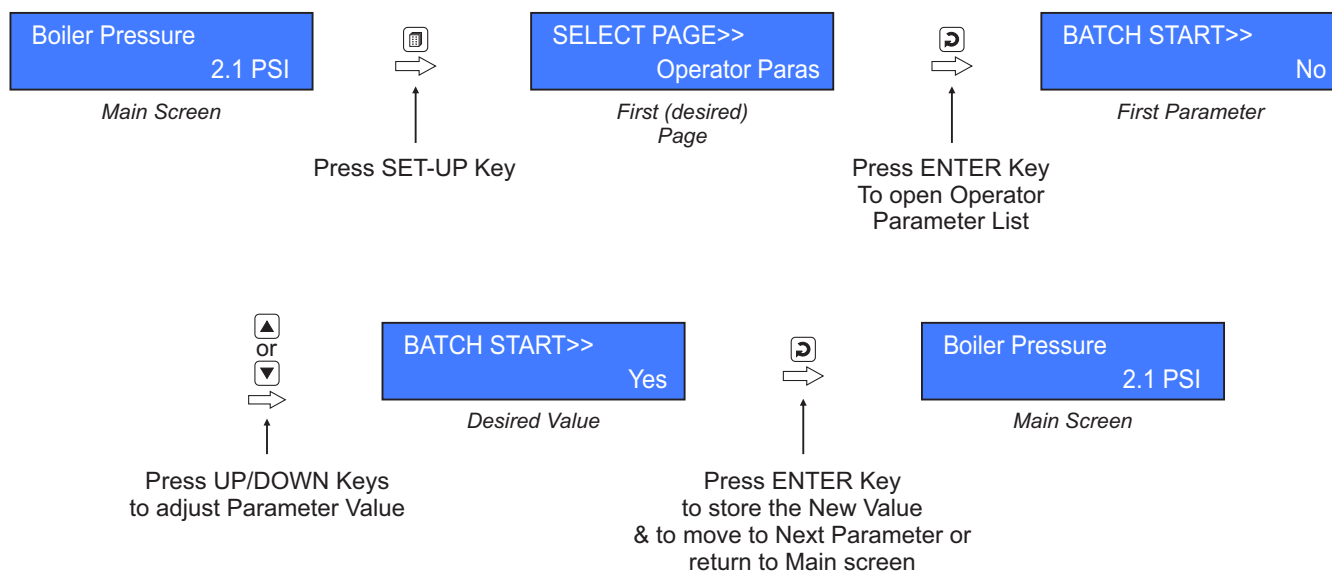 Boiler Pressure
2.1 PSI
Main Screen
Press SET-UP Key
SELECT PAGE>>
Operator Paras
First (desired)
Page
Press ENTER Key
To open Operator
Parameter List
BATCH START>>
No
First Parameter
or
Press UP/DOWN Keys
to adjust Parameter Value
BATCH START>>
Yes
Desired Value
Press ENTER Key
to store the New Value
& to move to Next Parameter or
return to Main screen
Boiler Pressure
2.1 PSI
Main Screen